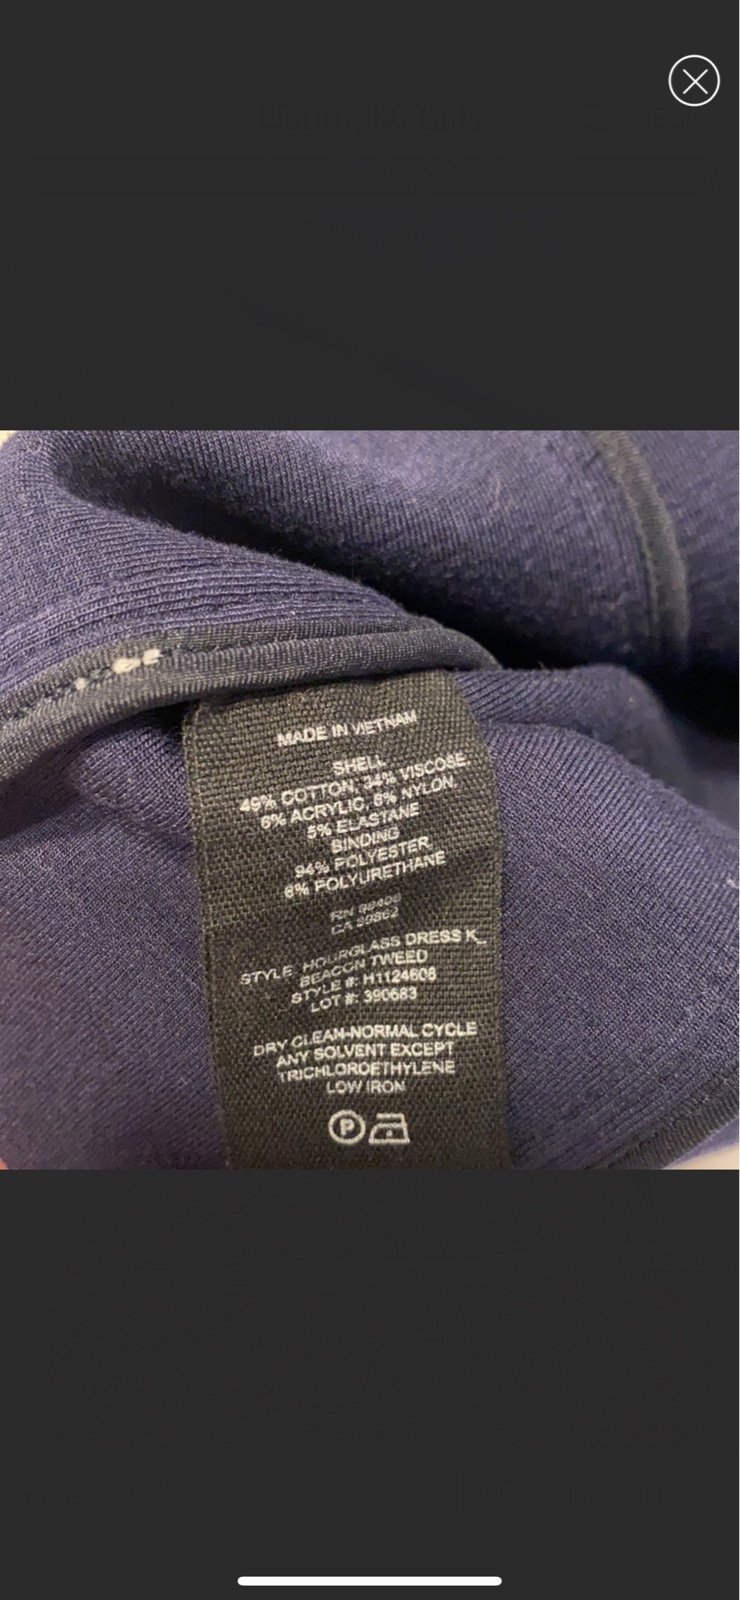 Listing Details
MADE IN VIETNAM
SHELL
49% COTTON, 34% VISCOSE,
6% ACRYLIC, 6% NYLON,
5% ELASTANE
BINDING
94% POLYESTER,
6% POLYURETHANE
RN
CA
STYLE HOURGLASS DRESS K_
BEACON TWEED
STYLE #: H1124608
LOT #: 390683
DRY CLEAN-NORMAL CYCLE
ANY SOLVENT EXCEPT
TRICHLOROETHYLENE
LOW IRON
P